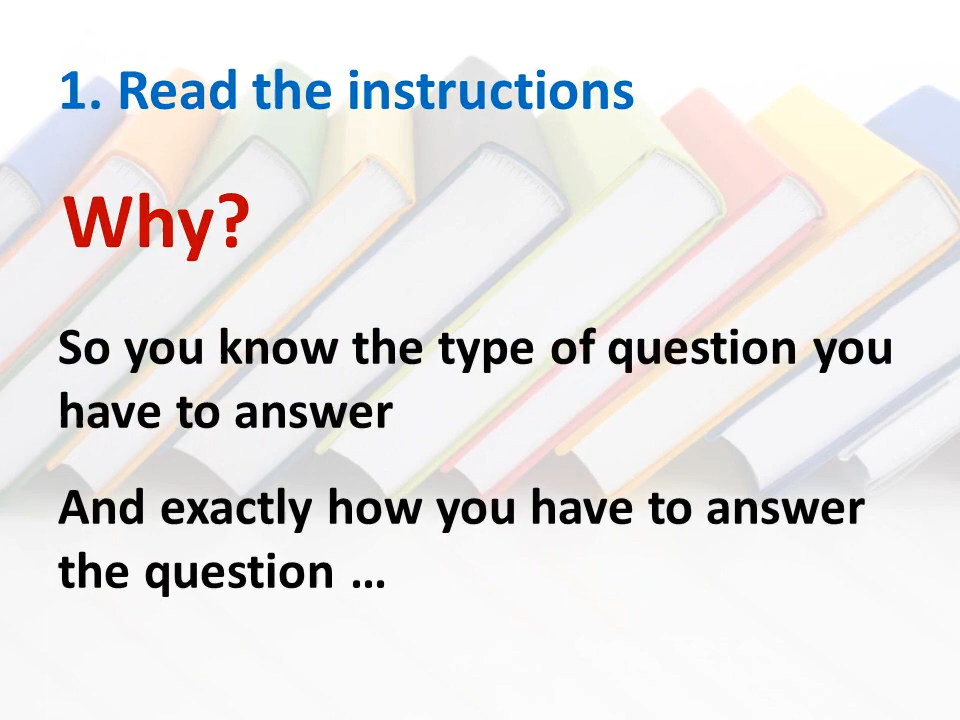 1. Read the instructions
Why?
So you know the type of question you
have to answer
And exactly how you have to answer
the question …